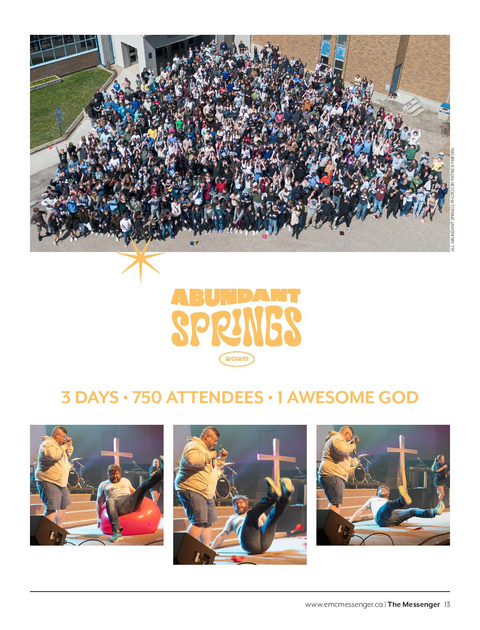 ALL ABUNDANT SPRINGS PHOTOS BY PATRICK FRIESEN
ABUNDANT
SPRINGS
3 DAYS • 750 ATTENDEES • 1 AWESOME GOD
www.emcmessenger.ca | The Messenger 13